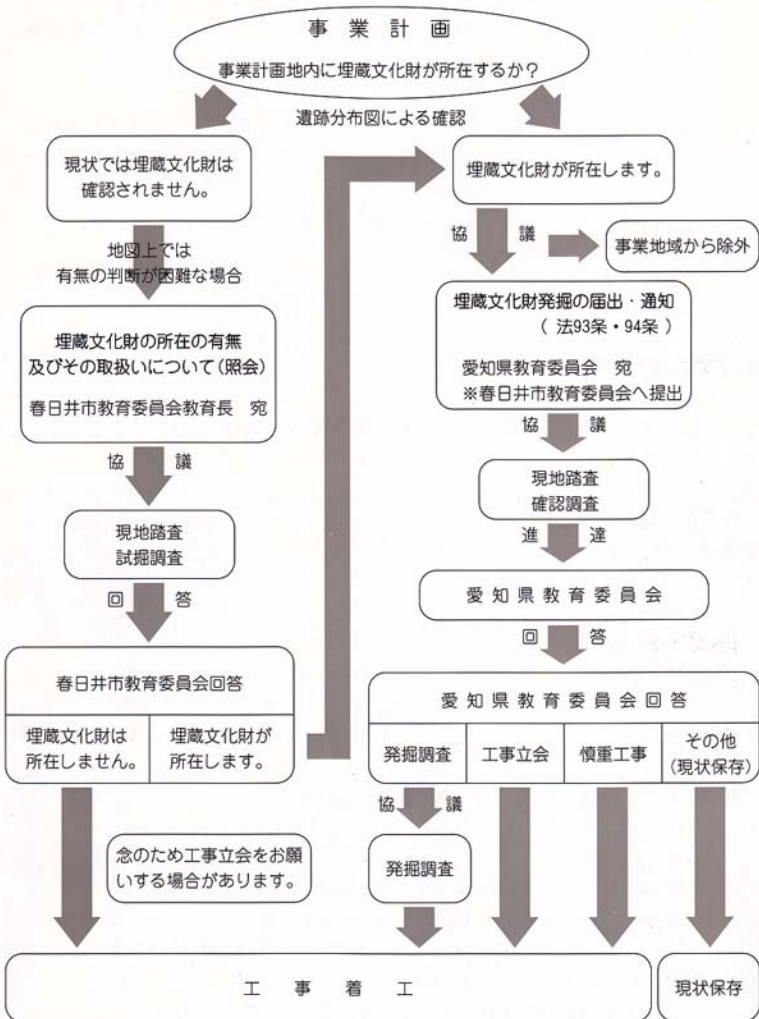 事業計画
事業計画地内に埋蔵文化財が所在するか？
遺跡分布図による確認
現状では埋蔵文化財は
確認されません。
地図上では
有無の判断が困難な場合
埋蔵文化財の所在の有無
及びその取扱いについて（照会）
春日井市教育委員会教育長　宛
協議
現地踏査
試掘調査
回答
春日井市教育委員会回答
埋蔵文化財は
所在しません。
埋蔵文化財が
所在します。
念のため工事立会をお願
いする場合があります。
埋蔵文化財が所在します。
協議
事業地域から除外
埋蔵文化財発掘の届出・通知
（法93条・94条）
愛知県教育委員会　宛
※春日井市教育委員会へ提出
協議
現地踏査
確認調査
進達
愛知県教育委員会
回答
愛知県教育委員会回答
発掘調査
工事立会
慎重工事
その他
（現状保存）
協議
発掘調査
工事着工
現状保存